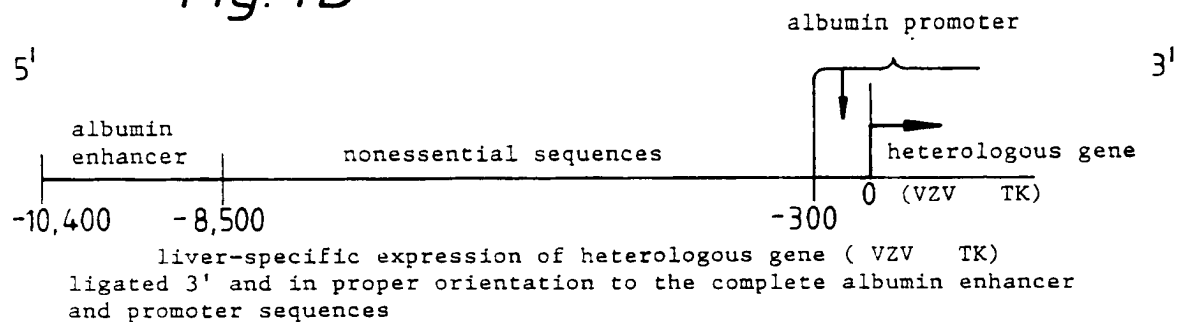 Fig. 1B
albumin promoter
5' 3'
albumin
enhancer nonessential sequences heterologous gene
-10,400 -8,500 -300 0 (VZV TK)
liver-specific expression of heterologous gene ( VZV TK)
ligated 3' and in proper orientation to the complete albumin enhancer
and promoter sequences